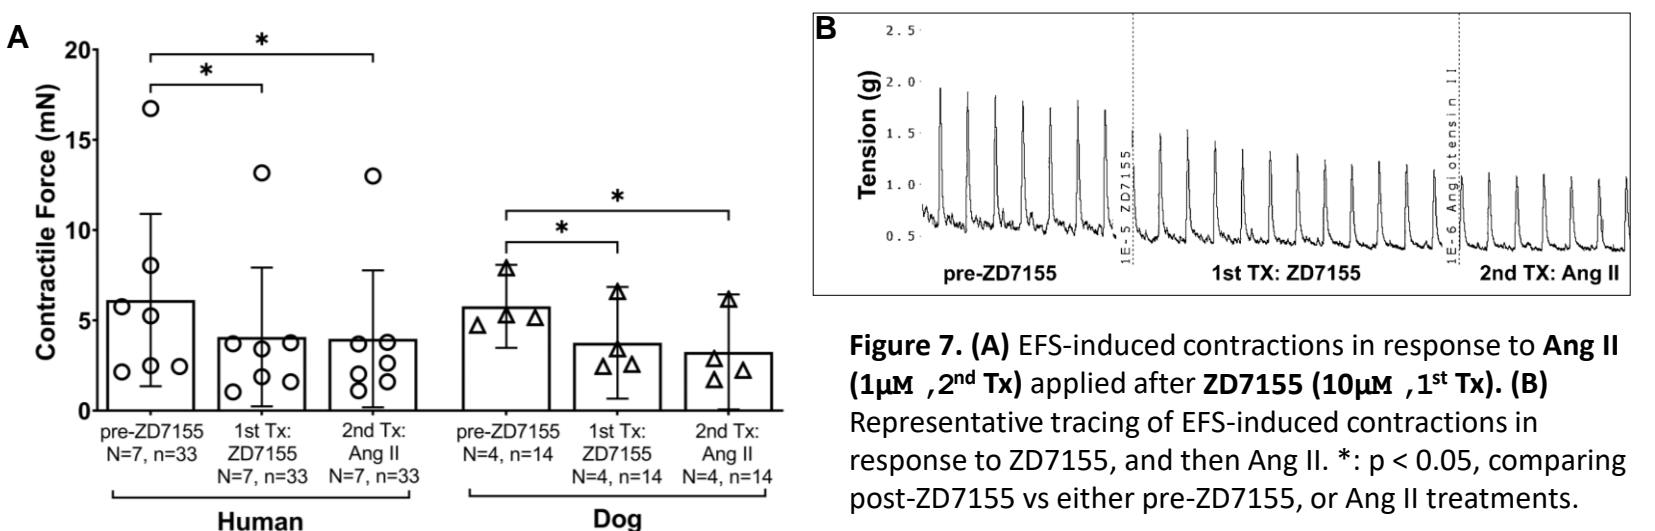 A
20
15
10
5
0
Contractile Force (mN)
*
*
*
*
pre-ZD7155
N=7, n=33
1st Tx:
ZD7155
N=7, n=33
2nd Tx:
Ang II
N=7, n=33
pre-ZD7155
N=4, n=14
1st Tx:
ZD7155
N=4, n=14
2nd Tx:
Ang II
N=4, n=14
Human
Dog
B
2.5
2.0
1.5
1.0
0.5
Tension (g)
1E-5 ZD7155
1E-6 Angiotensin II
pre-ZD7155
1st TX: ZD7155
2nd TX: Ang II
Figure 7. (A) EFS-induced contractions in response to Ang II
(1μM ,2nd Tx) applied after ZD7155 (10μM ,1st Tx). (B)
Representative tracing of EFS-induced contractions in
response to ZD7155, and then Ang II. *: p < 0.05, comparing
post-ZD7155 vs either pre-ZD7155, or Ang II treatments.